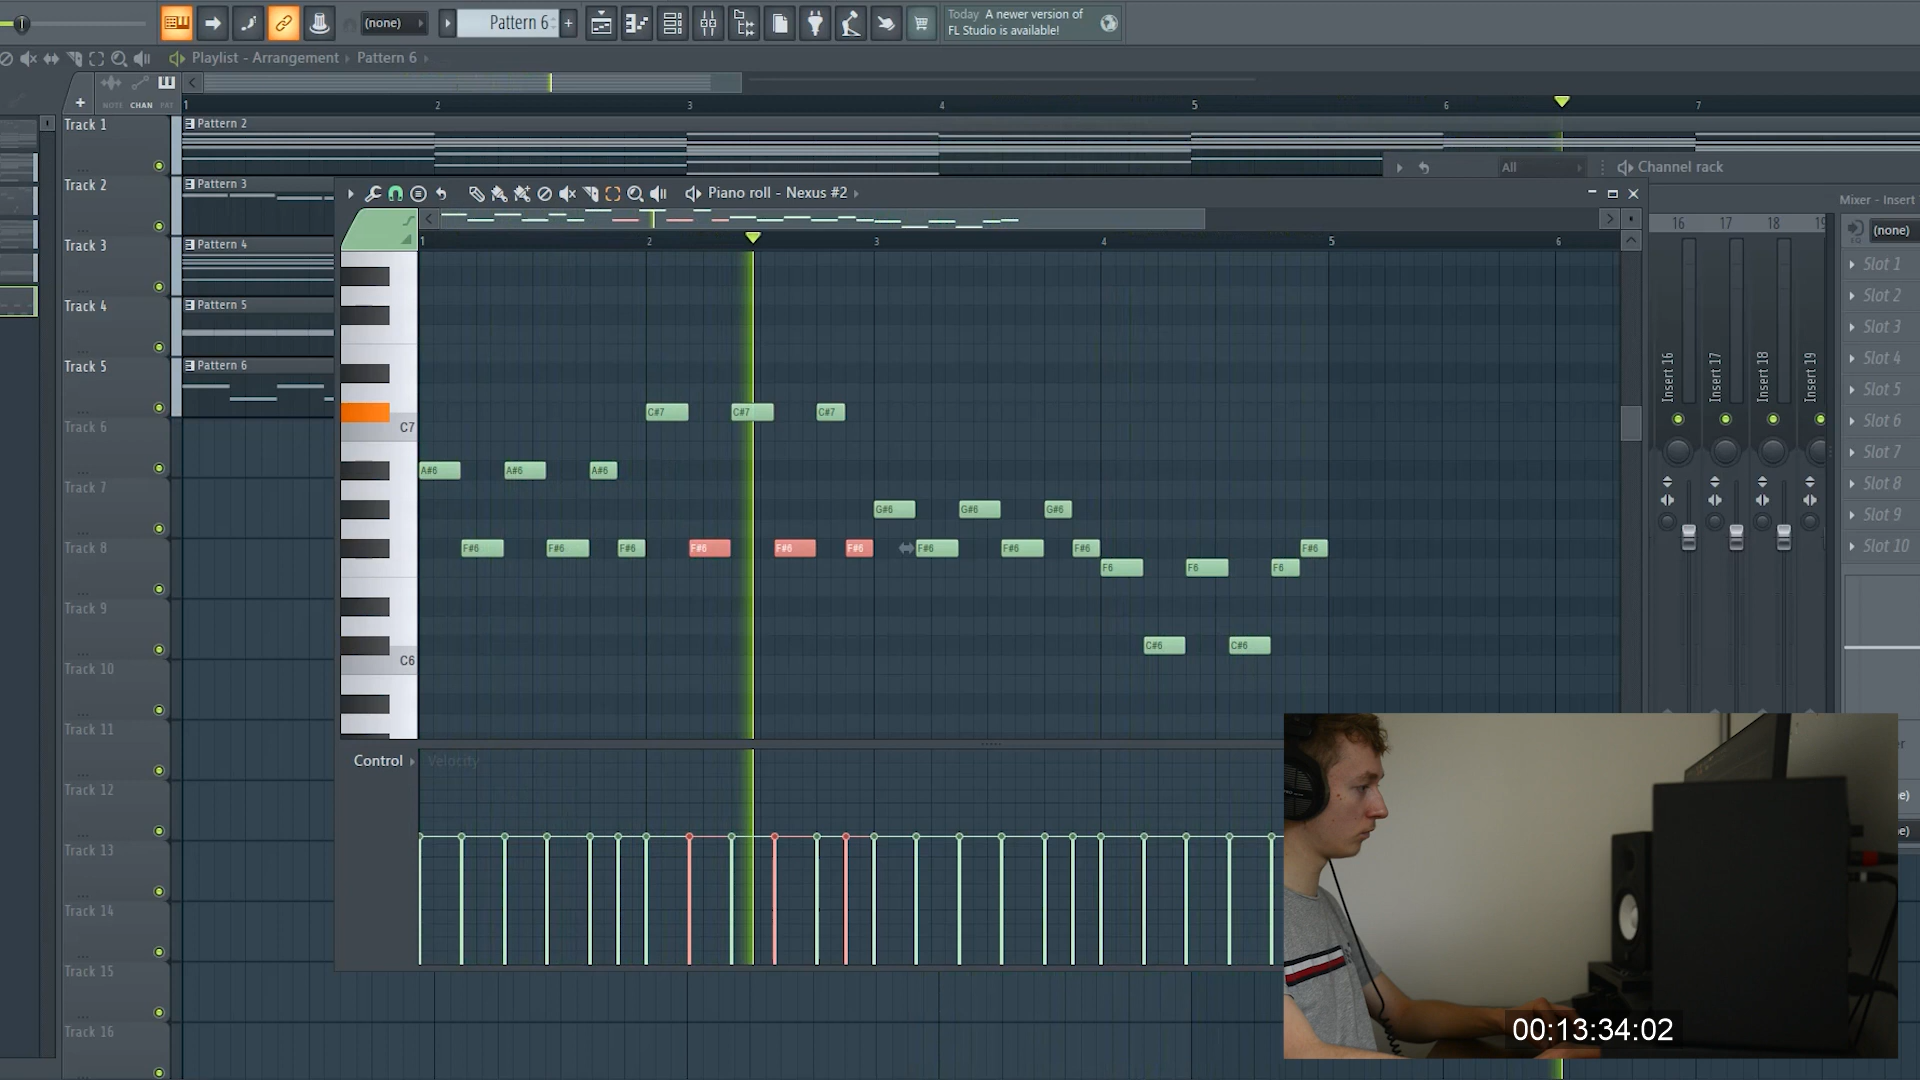 (none)
Pattern 6
Today A newer version of
FL Studio is available!
Playlist - Arrangement
Pattern 6
NOTE CHAN PAT
1 2 3 4 5 6 7
Track 1
Pattern 2
Track 2
Pattern 3
Track 3
Pattern 4
Track 4
Pattern 5
Track 5
Pattern 6
Track 6
Track 7
Track 8
Track 9
Track 10
Track 11
Track 12
Track 13
Track 14
Track 15
Track 16
All
Channel rack
Piano roll - Nexus #2
1 2 3 4 5 6
C7
C6
C#7 C#7 C#7
A#6 A#6 A#6
G#6 G#6 G#6
F#6 F#6 F#6 F#6 F#6 F#6 F#6 F#6 F#6 F#6
F6 F6 F6
C#6 C#6
Control
Velocity
Mixer - Insert
16 17 18 19
(none)
Insert 16
Insert 17
Insert 18
Insert 19
Slot 1
Slot 2
Slot 3
Slot 4
Slot 5
Slot 6
Slot 7
Slot 8
Slot 9
Slot 10
00:13:34:02